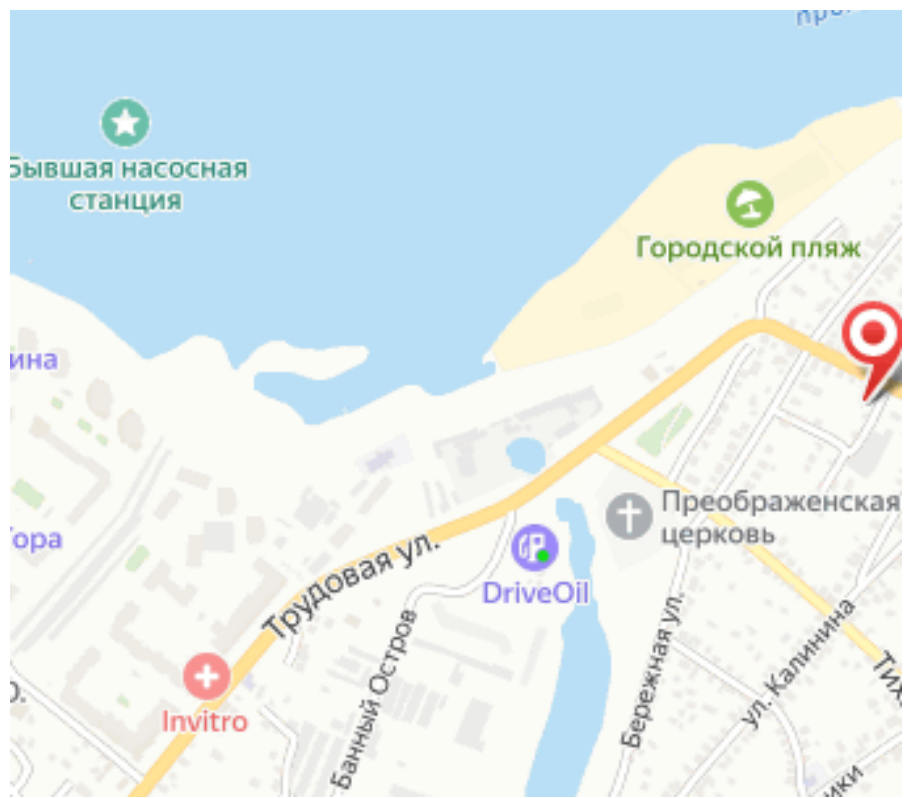 Бывшая насосная
станция
Городской пляж
Преображенская
церковь
Трудовая ул.
DriveOil
Invitro
Банный Остров
Бережная ул.
ул. Калинина